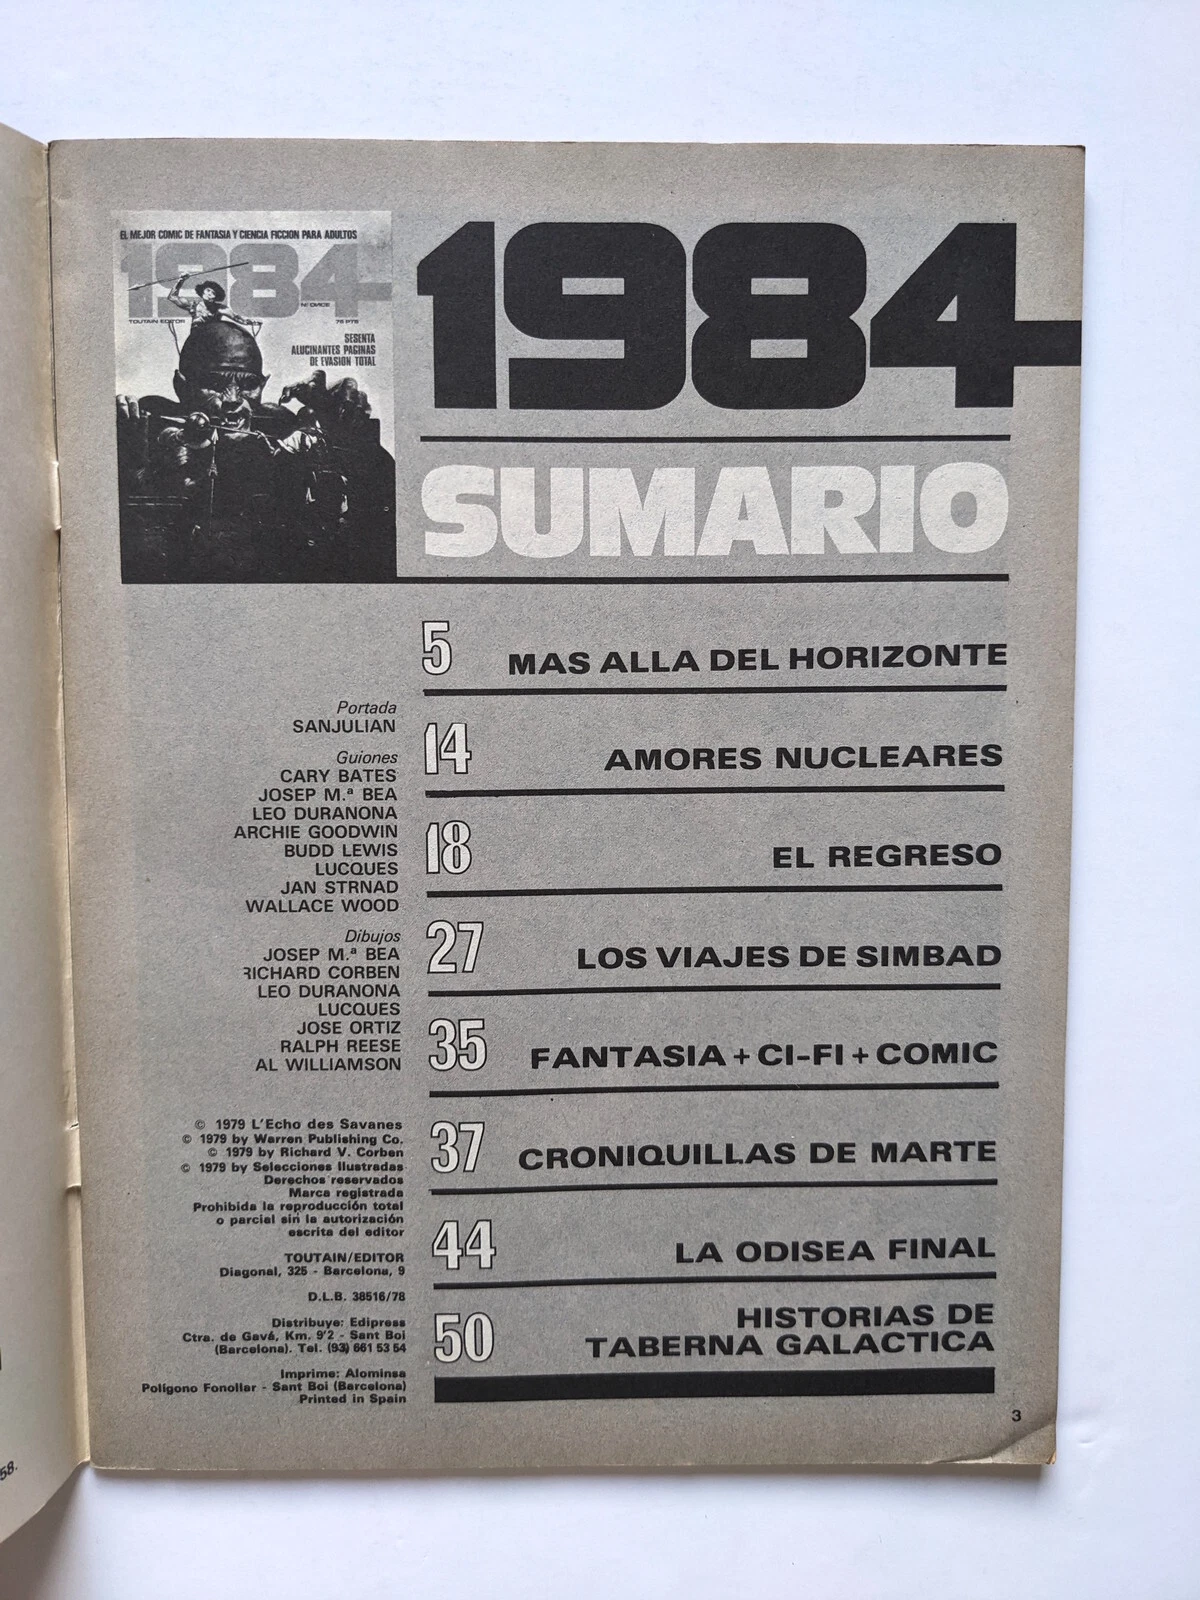 EL MEJOR COMIC DE FANTASIA Y CIENCIA FICCION PARA ADULTOS
1984
Nº ONCE
TOUTAIN EDITOR
75 PTS
SESENTA
ALUCINANTES PAGINAS
DE EVASION TOTAL
1984
SUMARIO
5 MAS ALLA DEL HORIZONTE
14 AMORES NUCLEARES
18 EL REGRESO
27 LOS VIAJES DE SIMBAD
35 FANTASIA + CI-FI + COMIC
37 CRONIQUILLAS DE MARTE
44 LA ODISEA FINAL
50 HISTORIAS DE
TABERNA GALACTICA
Portada
SANJULIAN
Guiones
CARY BATES
JOSEP M.ª BEA
LEO DURANONA
ARCHIE GOODWIN
BUDD LEWIS
LUCQUES
JAN STRNAD
WALLACE WOOD
Dibujos
JOSEP M.ª BEA
RICHARD CORBEN
LEO DURANONA
LUCQUES
JOSE ORTIZ
RALPH REESE
AL WILLIAMSON
© 1979 L'Echo des Savanes
© 1979 by Warren Publishing Co.
© 1979 by Richard V. Corben
© 1979 by Selecciones Ilustradas
Derechos reservados
Marca registrada
Prohibida la reproducción total
o parcial sin la autorización
escrita del editor
TOUTAIN/EDITOR
Diagonal, 325 - Barcelona, 9
D.L.B. 38516/78
Distribuye: Edipress
Ctra. de Gavá, Km. 9'2 - Sant Boi
(Barcelona). Tel. (93) 661 53 54
Imprime: Alominsa
Polígono Fonollar - Sant Boi (Barcelona)
Printed in Spain
3
58.